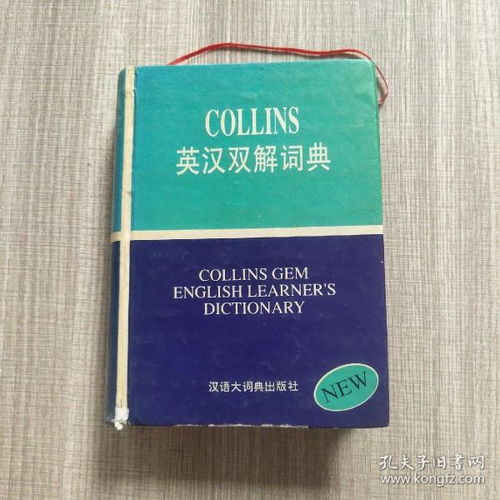 COLLINS
英汉双解词典
COLLINS GEM
ENGLISH LEARNER'S
DICTIONARY
汉语大词典出版社
NEW
孔夫子旧书网
kongfz.com